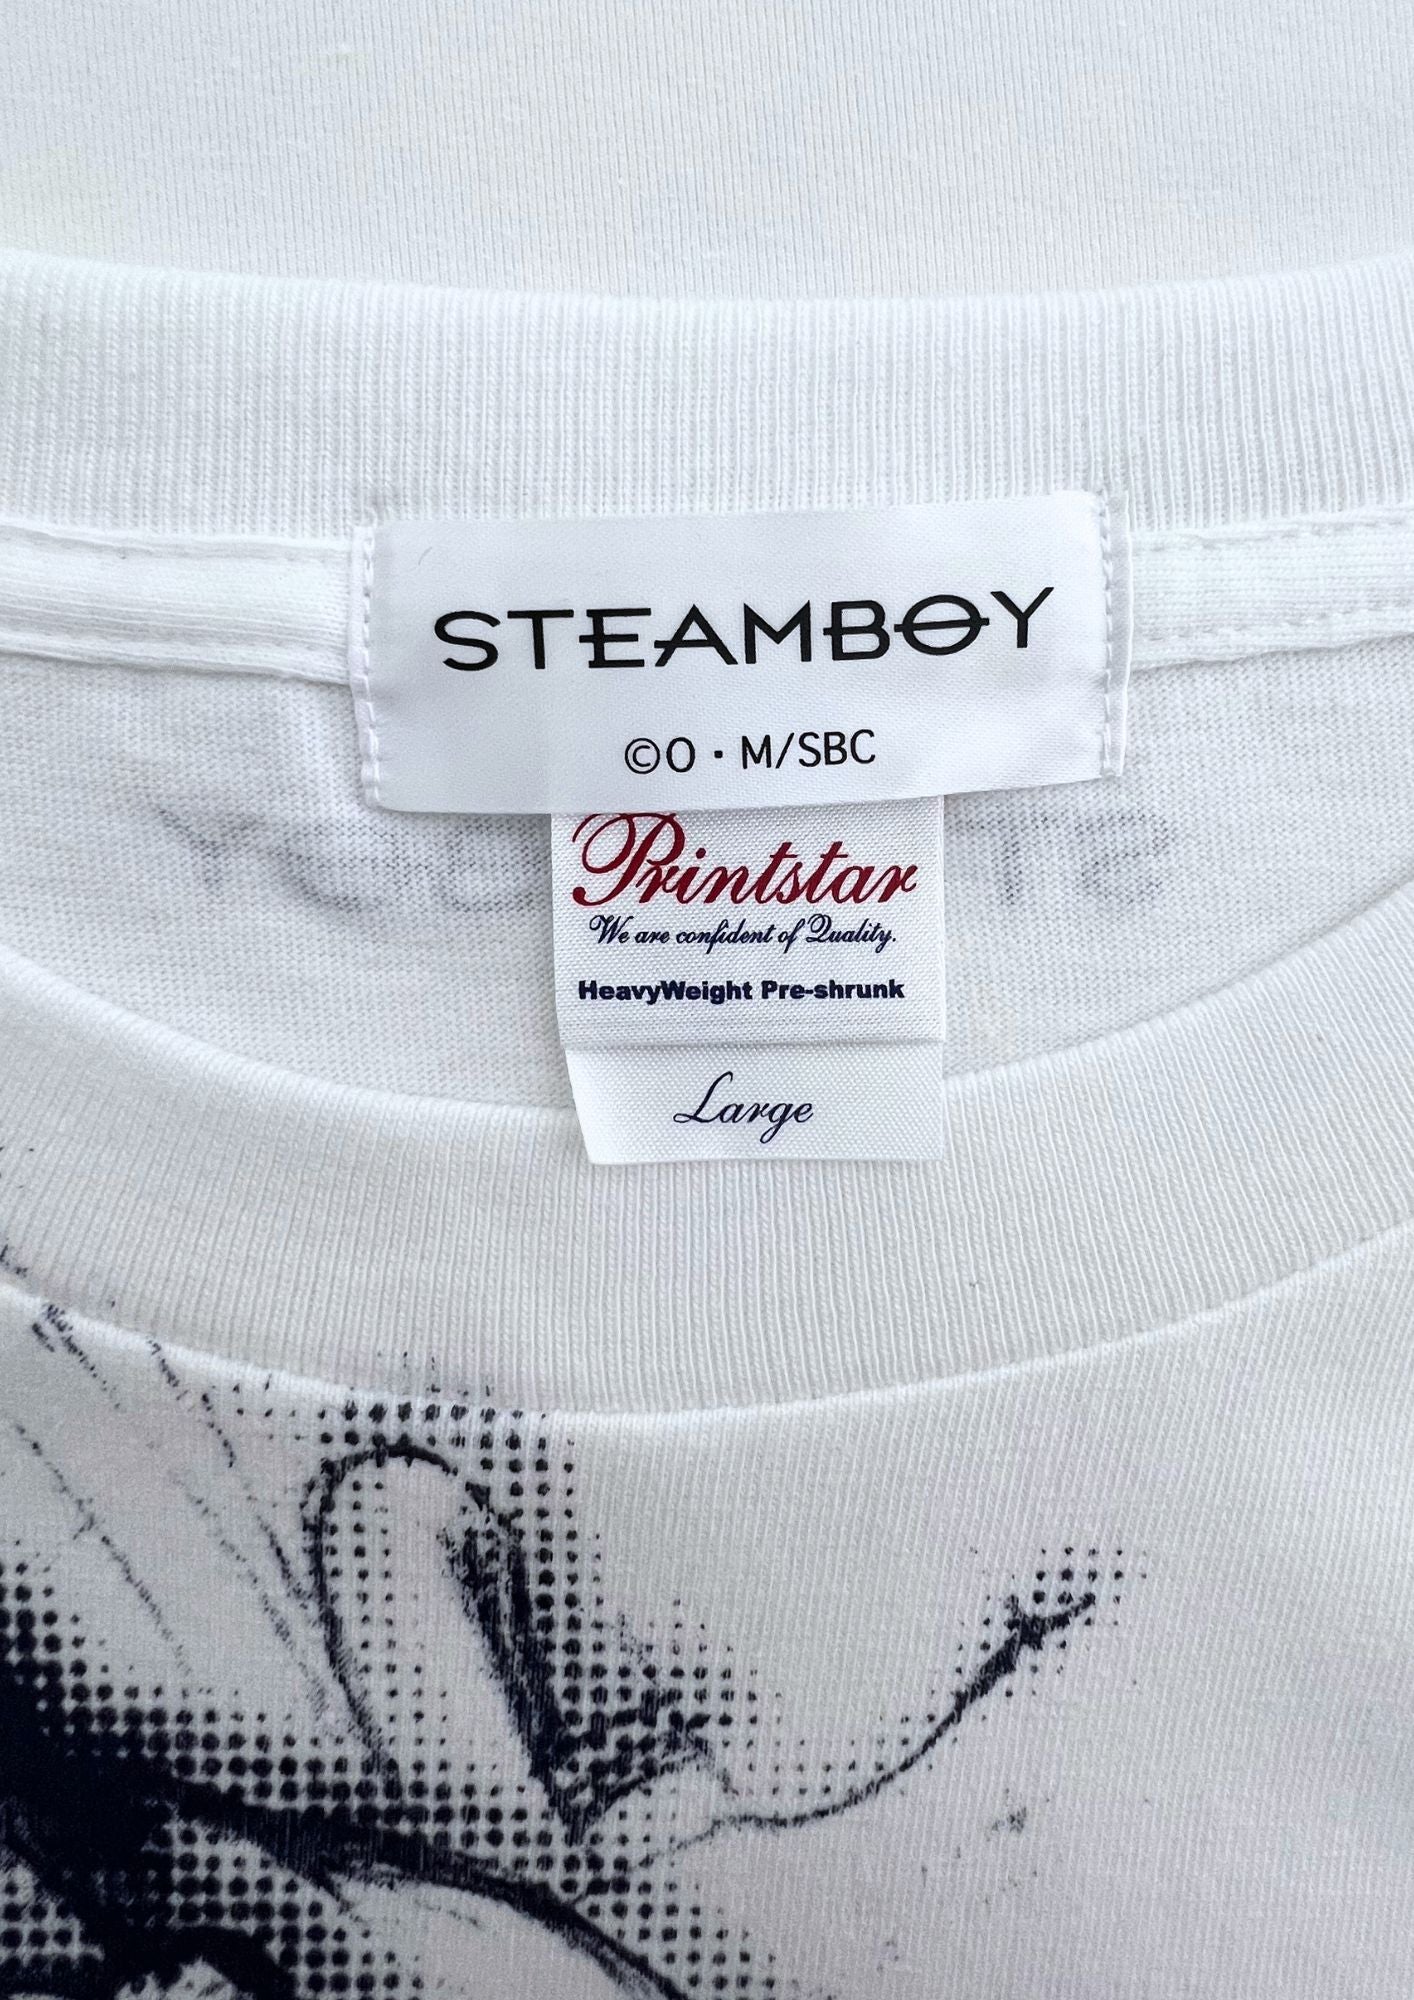 STEAMBOY
©O・M/SBC
Printstar
We are confident of Quality.
HeavyWeight Pre-shrunk
Large